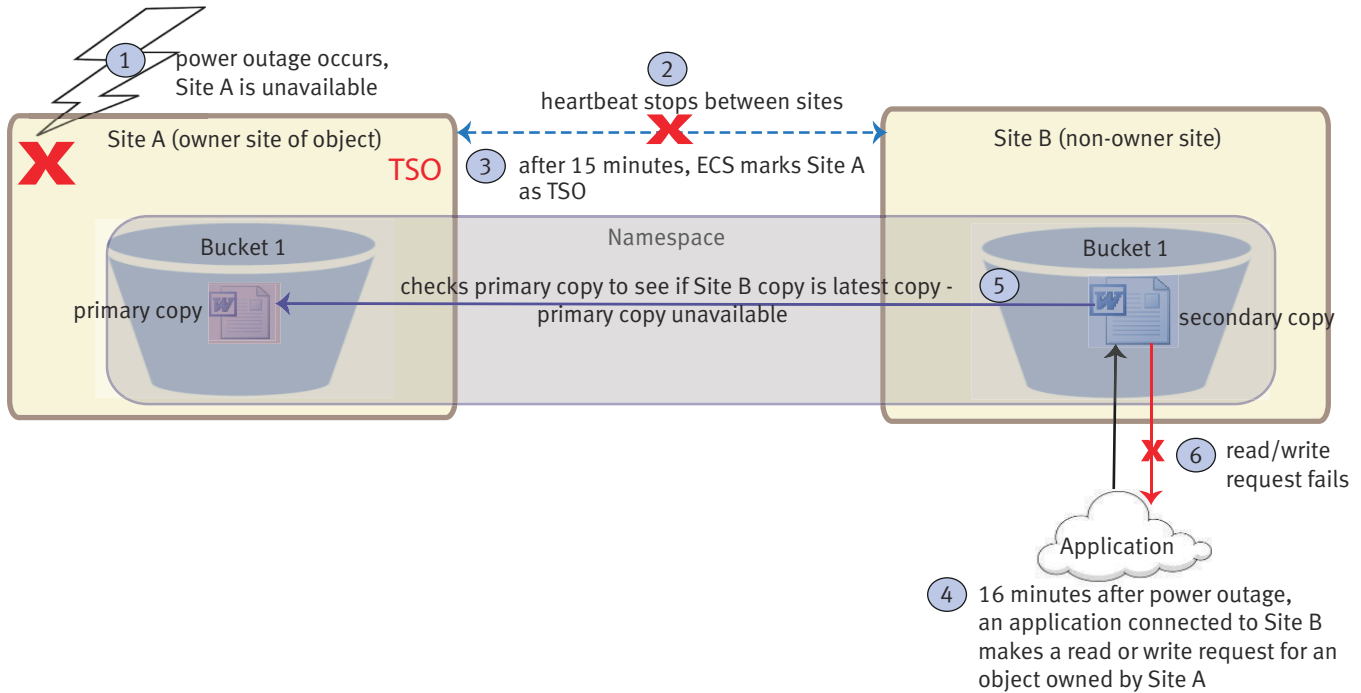 1
power outage occurs,
Site A is unavailable
2
heartbeat stops between sites
Site A (owner site of object)
TSO
3
after 15 minutes, ECS marks Site A
as TSO
Site B (non-owner site)
Namespace
Bucket 1
primary copy
checks primary copy to see if Site B copy is latest copy -
primary copy unavailable
5
Bucket 1
W
secondary copy
6
read/write
request fails
Application
4
16 minutes after power outage,
an application connected to Site B
makes a read or write request for an
object owned by Site A